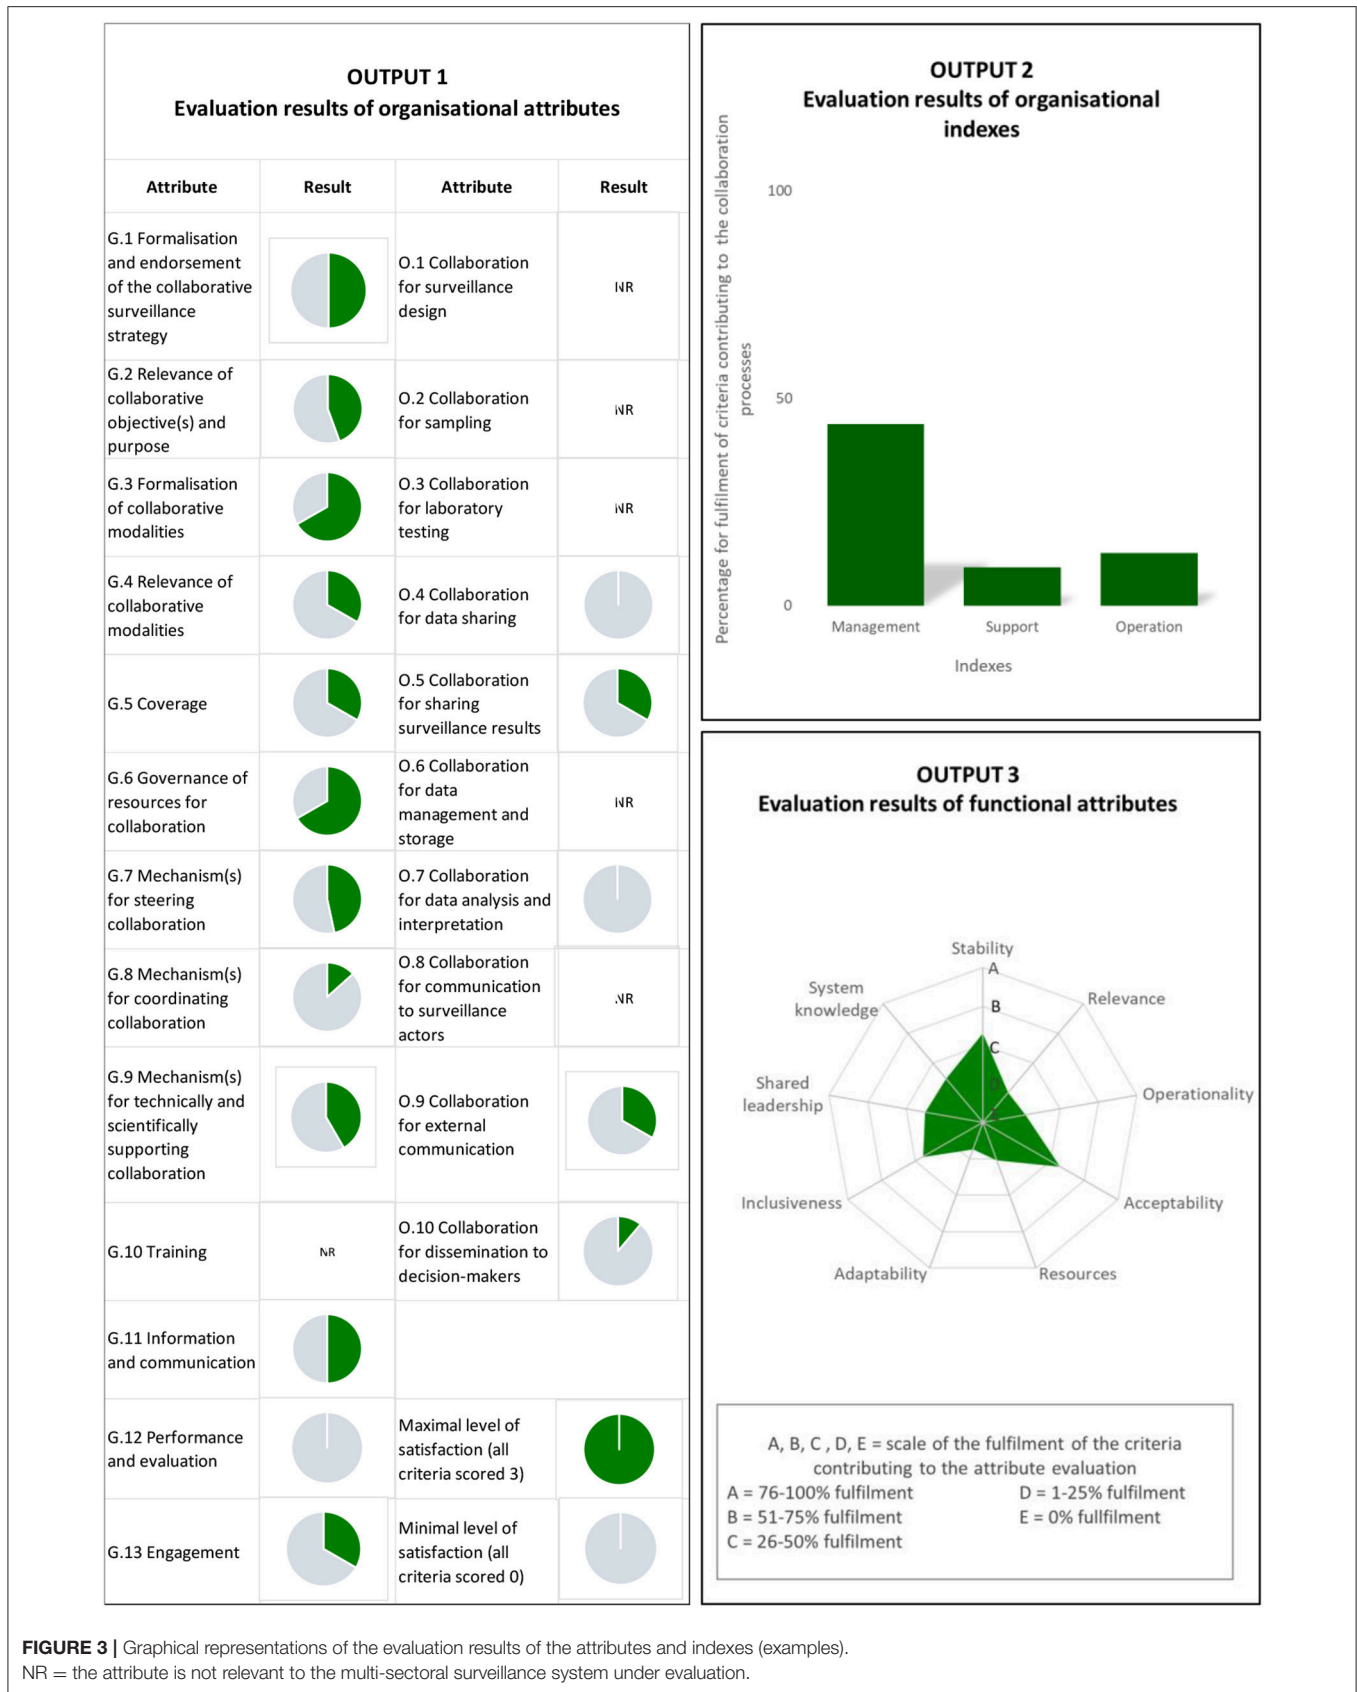 OUTPUT 1
Evaluation results of organisational attributes
Attribute
Result
Attribute
Result
G.1 Formalisation
and endorsement
of the collaborative
surveillance
strategy
O.1 Collaboration
for surveillance
design
NR
G.2 Relevance of
collaborative
objective(s) and
purpose
O.2 Collaboration
for sampling
NR
G.3 Formalisation
of collaborative
modalities
O.3 Collaboration
for laboratory
testing
NR
G.4 Relevance of
collaborative
modalities
O.4 Collaboration
for data sharing
G.5 Coverage
O.5 Collaboration
for sharing
surveillance results
G.6 Governance of
resources for
collaboration
O.6 Collaboration
for data
management and
storage
NR
G.7 Mechanism(s)
for steering
collaboration
O.7 Collaboration
for data analysis and
interpretation
G.8 Mechanism(s)
for coordinating
collaboration
O.8 Collaboration
for communication
to surveillance
actors
NR
G.9 Mechanism(s)
for technically and
scientifically
supporting
collaboration
O.9 Collaboration
for external
communication
G.10 Training
NR
O.10 Collaboration
for dissemination to
decision-makers
G.11 Information
and communication
G.12 Performance
and evaluation
Maximal level of
satisfaction (all
criteria scored 3)
G.13 Engagement
Minimal level of
satisfaction (all
criteria scored 0)
OUTPUT 2
Evaluation results of organisational
indexes
Percentage for fulfilment of criteria contributing to the collaboration
processes
100
50
0
Management
Support
Operation
Indexes
OUTPUT 3
Evaluation results of functional attributes
Stability
A
B
C
D
E
Relevance
Operationality
Acceptability
Resources
Adaptability
Inclusiveness
Shared
leadership
System
knowledge
A, B, C , D, E = scale of the fulfilment of the criteria
contributing to the attribute evaluation
A = 76-100% fulfilment
D = 1-25% fulfilment
B = 51-75% fulfilment
E = 0% fullfilment
C = 26-50% fulfilment
FIGURE 3 | Graphical representations of the evaluation results of the attributes and indexes (examples).
NR = the attribute is not relevant to the multi-sectoral surveillance system under evaluation.